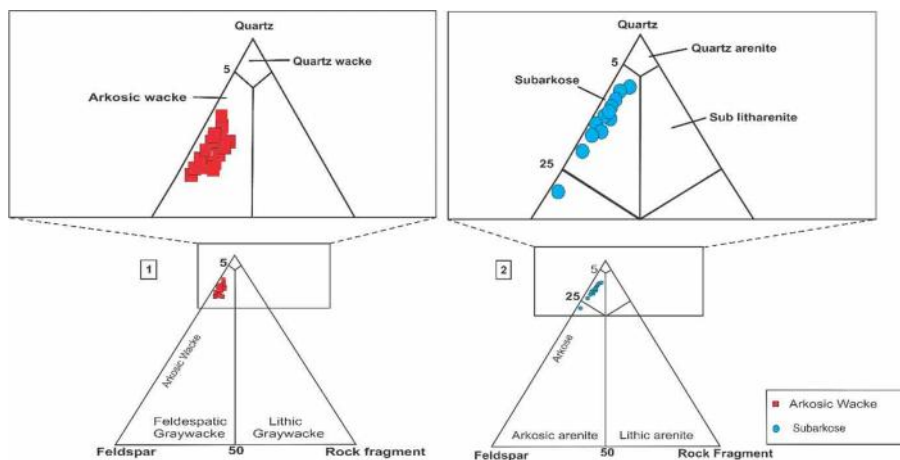 Quartz
5
Quartz wacke
Arkosic wacke
Quartz
5
Quartz arenite
Subarkose
Sub litharenite
25
1
5
Arkosic Wacke
Feldespatic
Graywacke
Lithic
Graywacke
Feldspar
50
Rock fragment
2
5
25
Arkose
Arkosic arenite
Lithic arenite
Feldspar
50
Rock fragment
Arkosic Wacke
Subarkose